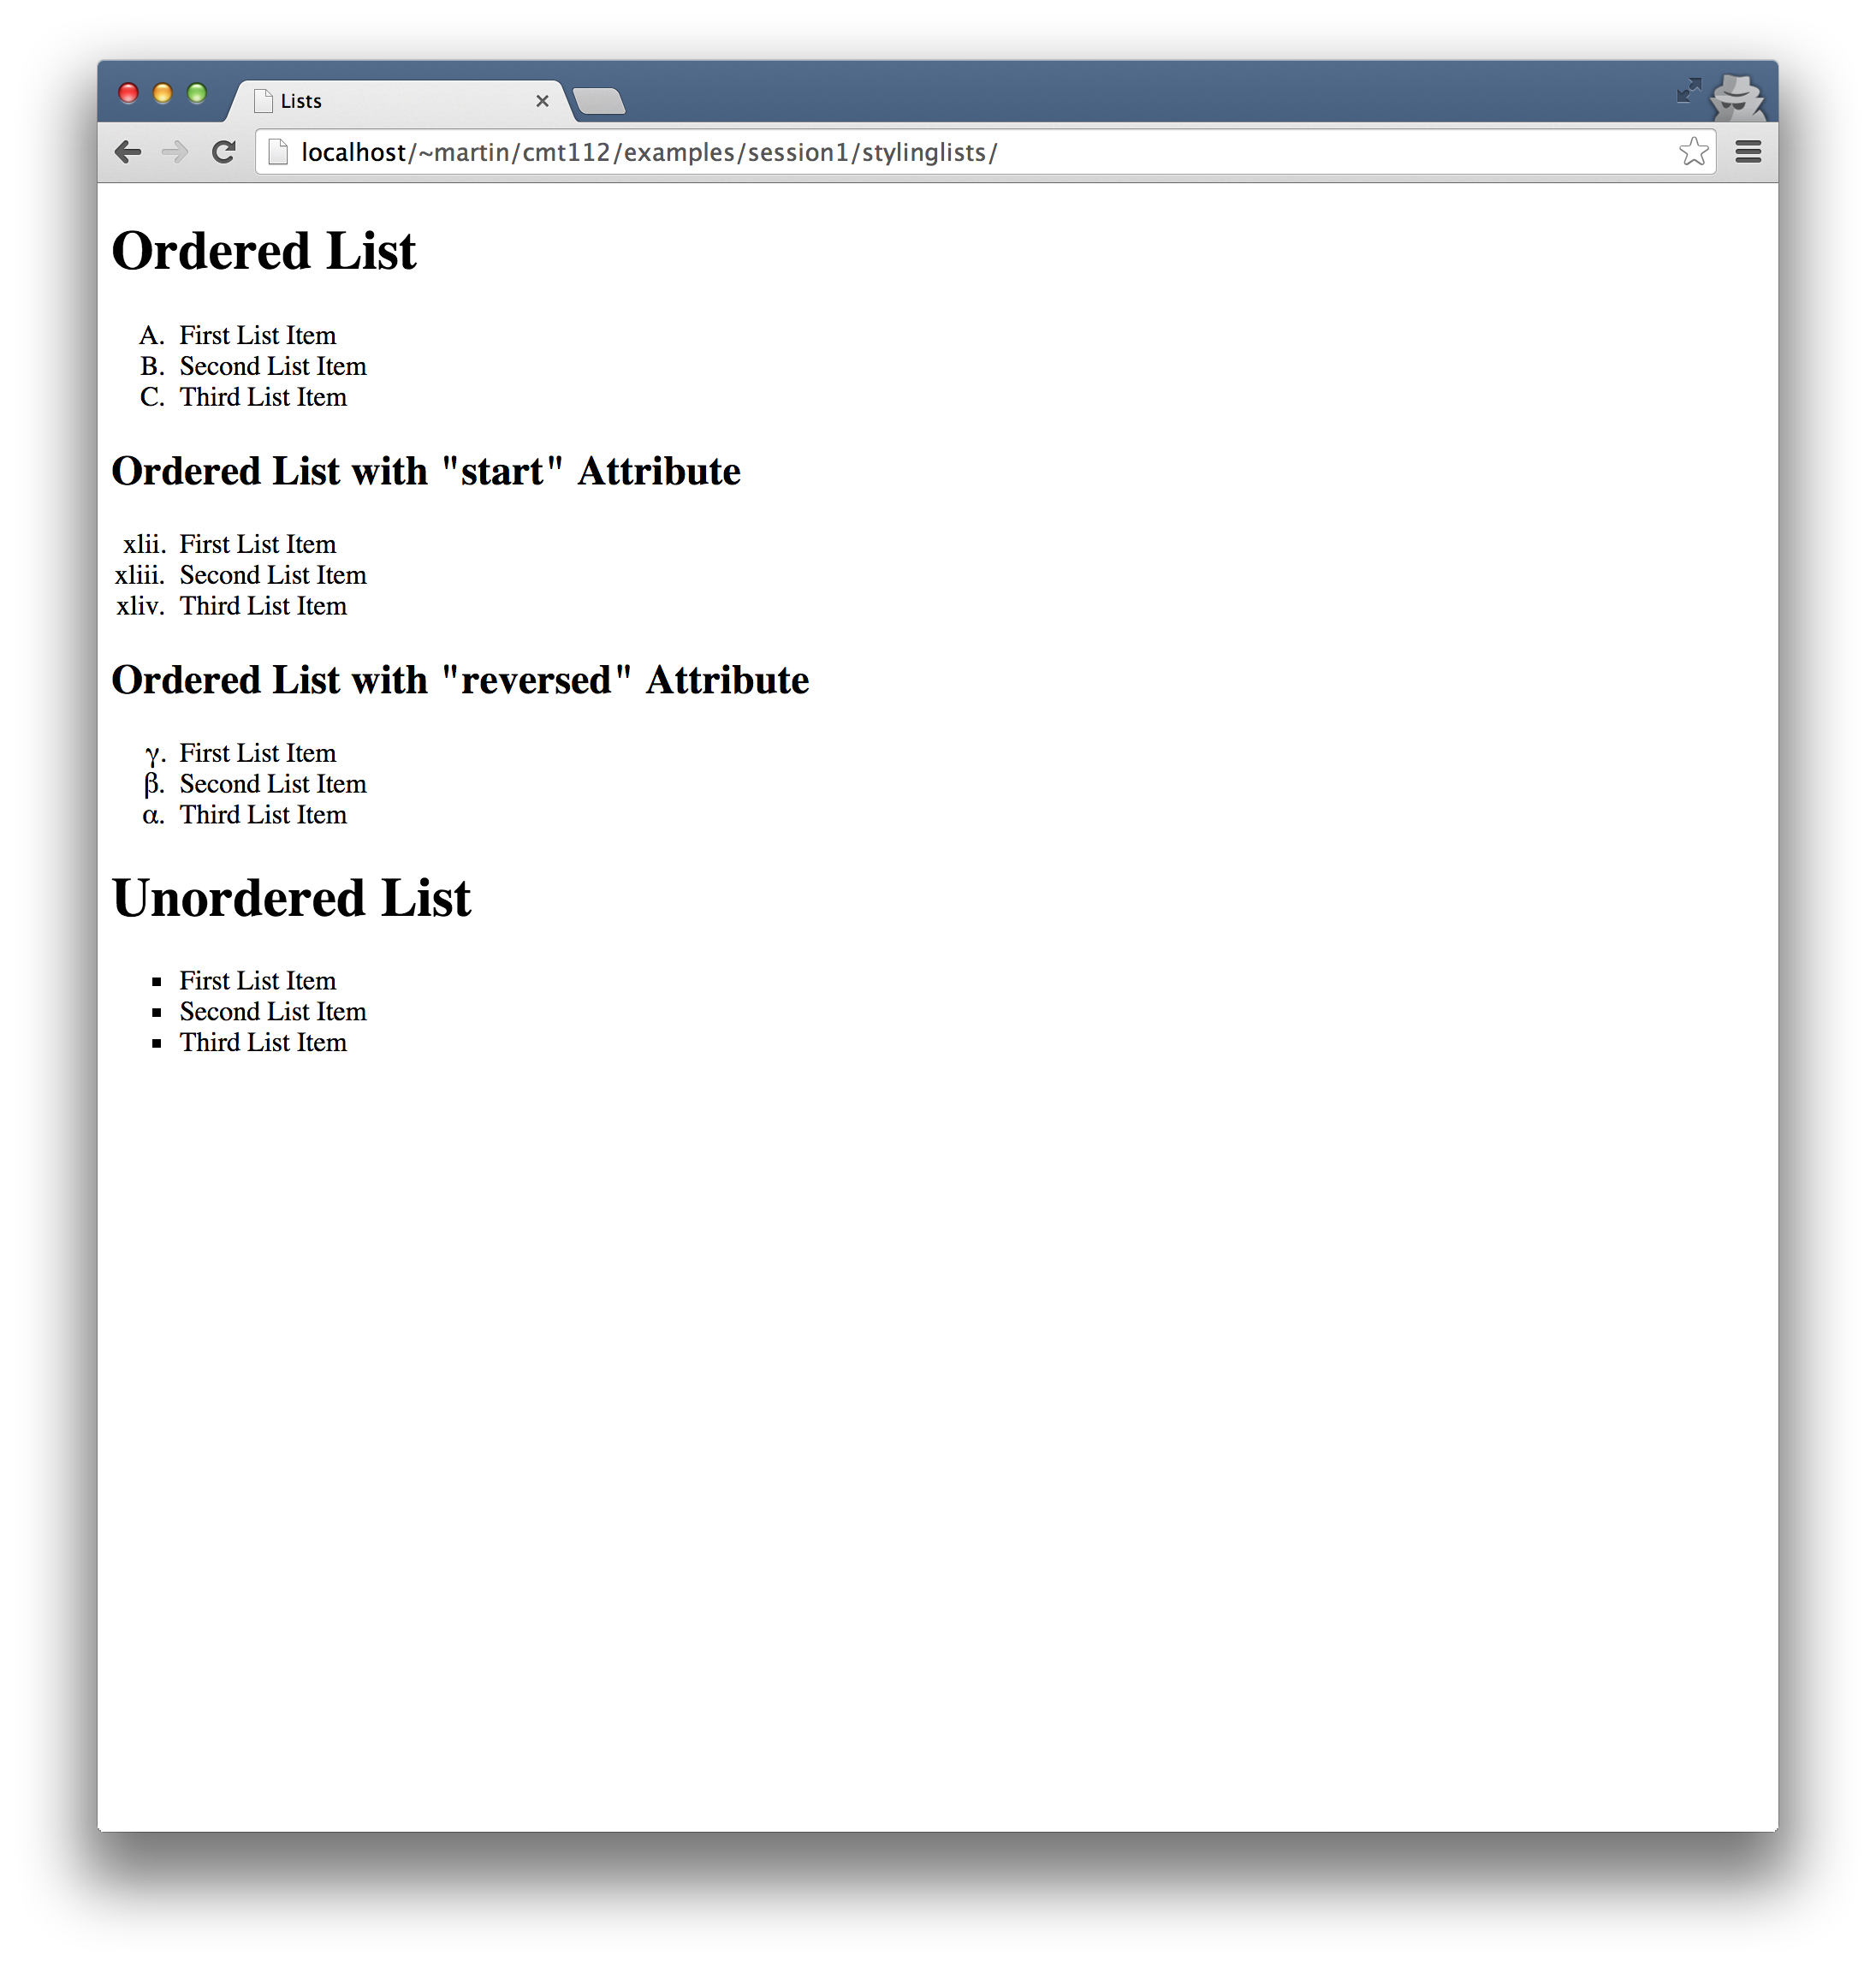 Lists
localhost/~martin/cmt112/examples/session1/stylinglists/
Ordered List
A. First List Item
B. Second List Item
C. Third List Item
Ordered List with "start" Attribute
xlii. First List Item
xliii. Second List Item
xliv. Third List Item
Ordered List with "reversed" Attribute
γ. First List Item
β. Second List Item
α. Third List Item
Unordered List
▪ First List Item
▪ Second List Item
▪ Third List Item